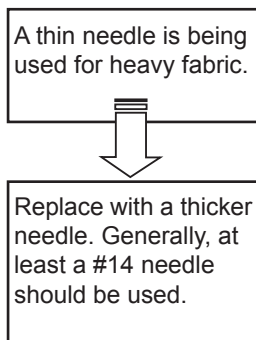 A thin needle is being
used for heavy fabric.
Replace with a thicker
needle. Generally, at
least a #14 needle
should be used.